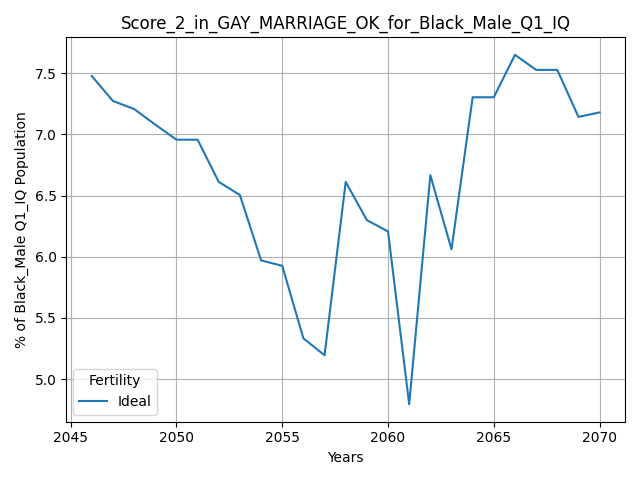 Score_2_in_GAY_MARRIAGE_OK_for_Black_Male_Q1_IQ
% of Black_Male Q1_IQ Population
7.5
7.0
6.5
6.0
5.5
5.0
Fertility
Ideal
2045 2050 2055 2060 2065 2070
Years